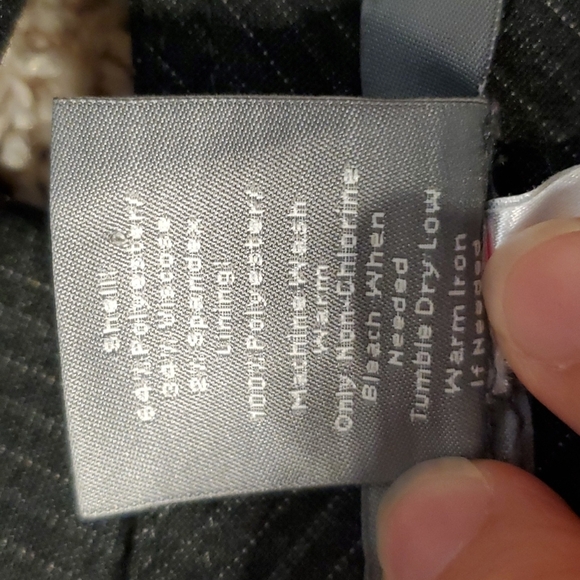 Shell:
64% Polyester/
34% Viscose
2% Spandex
Lining:
100% Polyester/
Machine Wash
Warm
Only Non-Chlorine
Bleach When
Needed
Tumble Dry Low
Warm Iron
If Needed